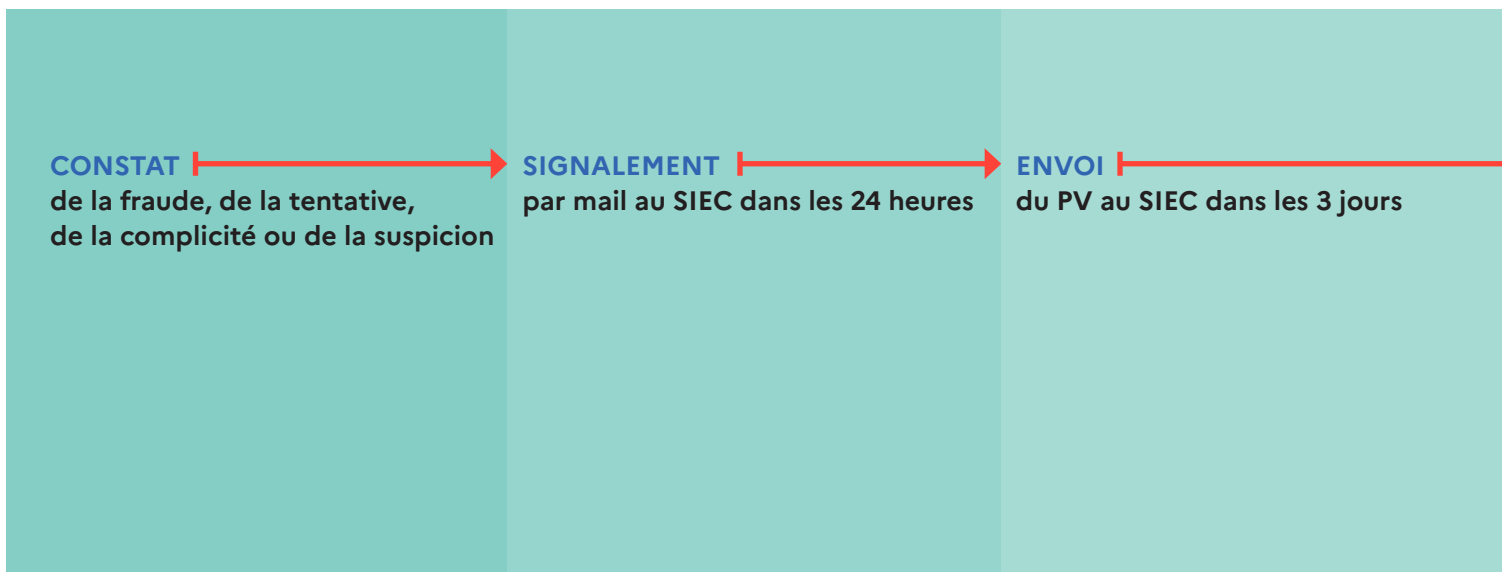 CONSTAT
de la fraude, de la tentative,
de la complicité ou de la suspicion
SIGNALEMENT
par mail au SIEC dans les 24 heures
ENVOI
du PV au SIEC dans les 3 jours